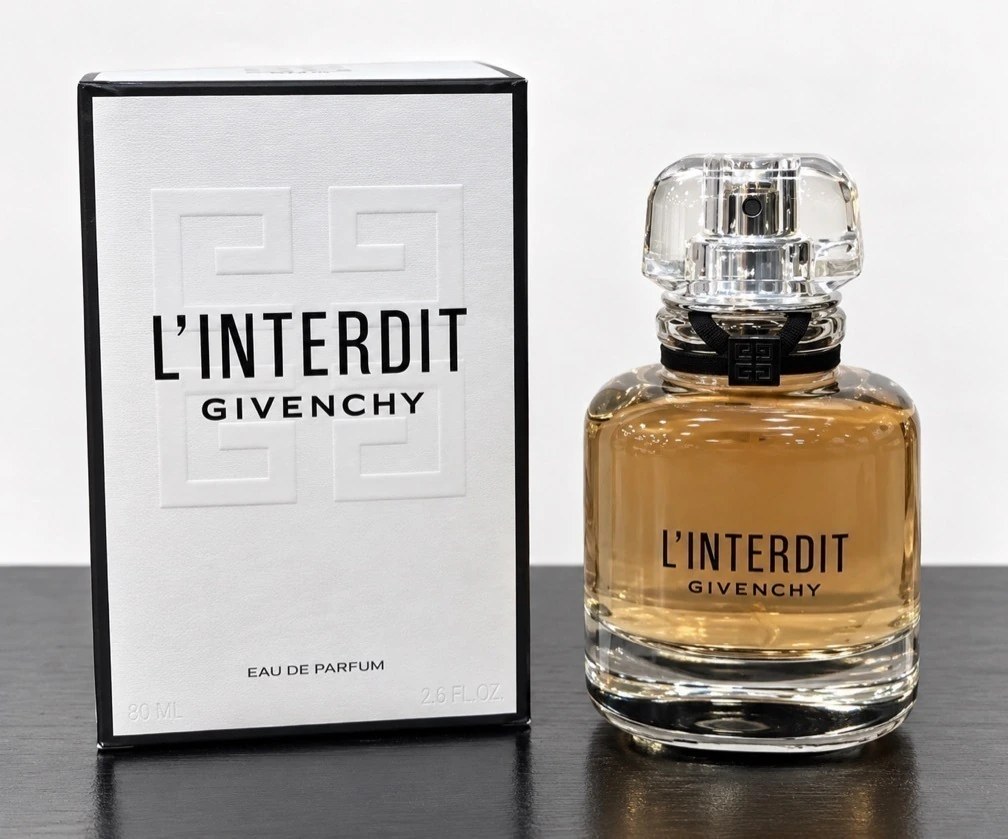 L'INTERDIT
GIVENCHY
EAU DE PARFUM
80 ML
2.6 FL.OZ.
L'INTERDIT
GIVENCHY